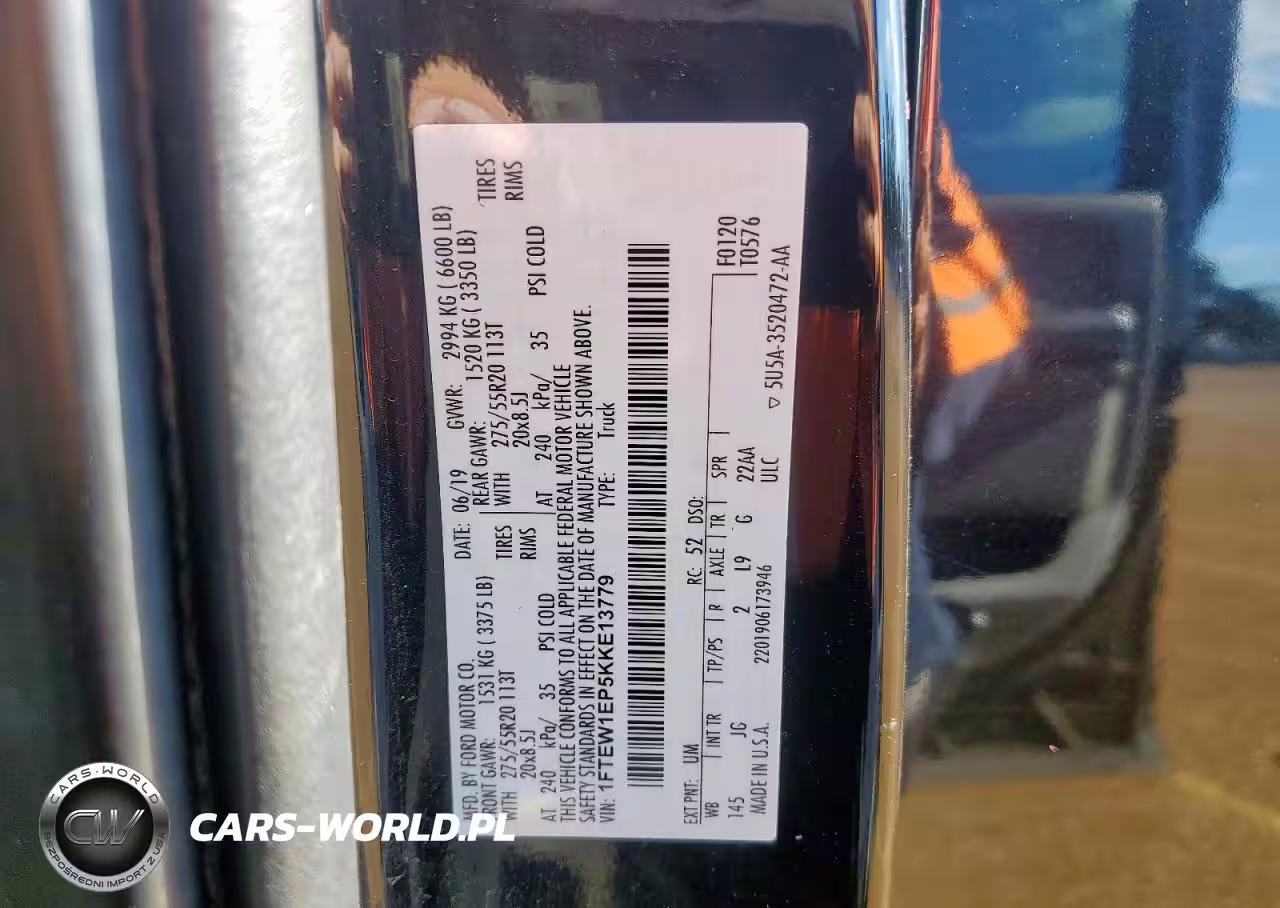 MFD. BY FORD MOTOR CO.
DATE: 06/19 GVWR: 2994 KG ( 6600 LB)
FRONT GAWR: 1531 KG ( 3375 LB) REAR GAWR: 1520 KG ( 3350 LB)
WITH 275/55R20 113T TIRES WITH 275/55R20 113T TIRES
20x8.5J RIMS 20x8.5J RIMS
AT 240 kPa/ 35 PSI COLD AT 240 kPa/ 35 PSI COLD
THIS VEHICLE CONFORMS TO ALL APPLICABLE FEDERAL MOTOR VEHICLE
SAFETY STANDARDS IN EFFECT ON THE DATE OF MANUFACTURE SHOWN ABOVE.
VIN: 1FTEW1EP5KKE13779 TYPE: Truck
EXT PNT: UM RC: 52 DSO: F0120
WB INT TR TP/PS R AXLE TR SPR T0576
145 JG 2 L9 G 22AA
MADE IN U.S.A. 2201906173946 ULC ▽ 5U5A-3520472-AA
CARS-WORLD
CW
BEZPOŚREDNI IMPORT Z USA
CARS-WORLD.PL